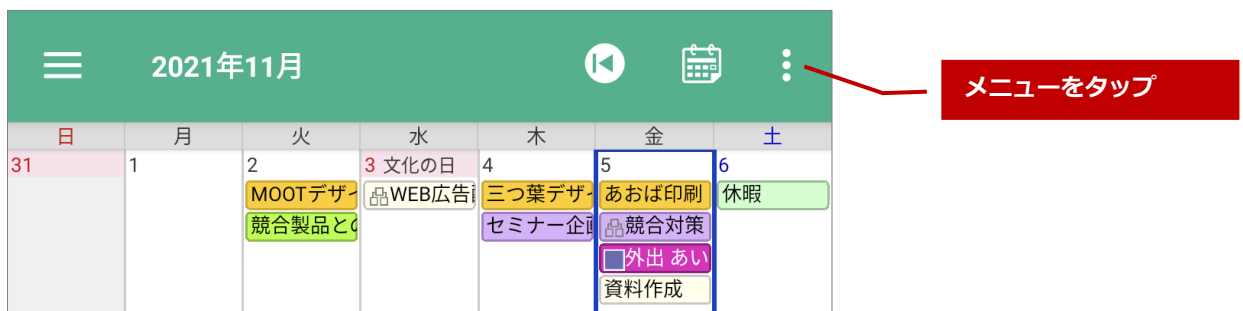 2021年11月
メニューをタップ
日 月 火 水 木 金 土
31 1 2 3 文化の日 4 5 6
MOOTデザイ WEB広告 三つ葉デザ あおば印刷 休暇
競合製品との セミナー企画 競合対策
外出 あい
資料作成